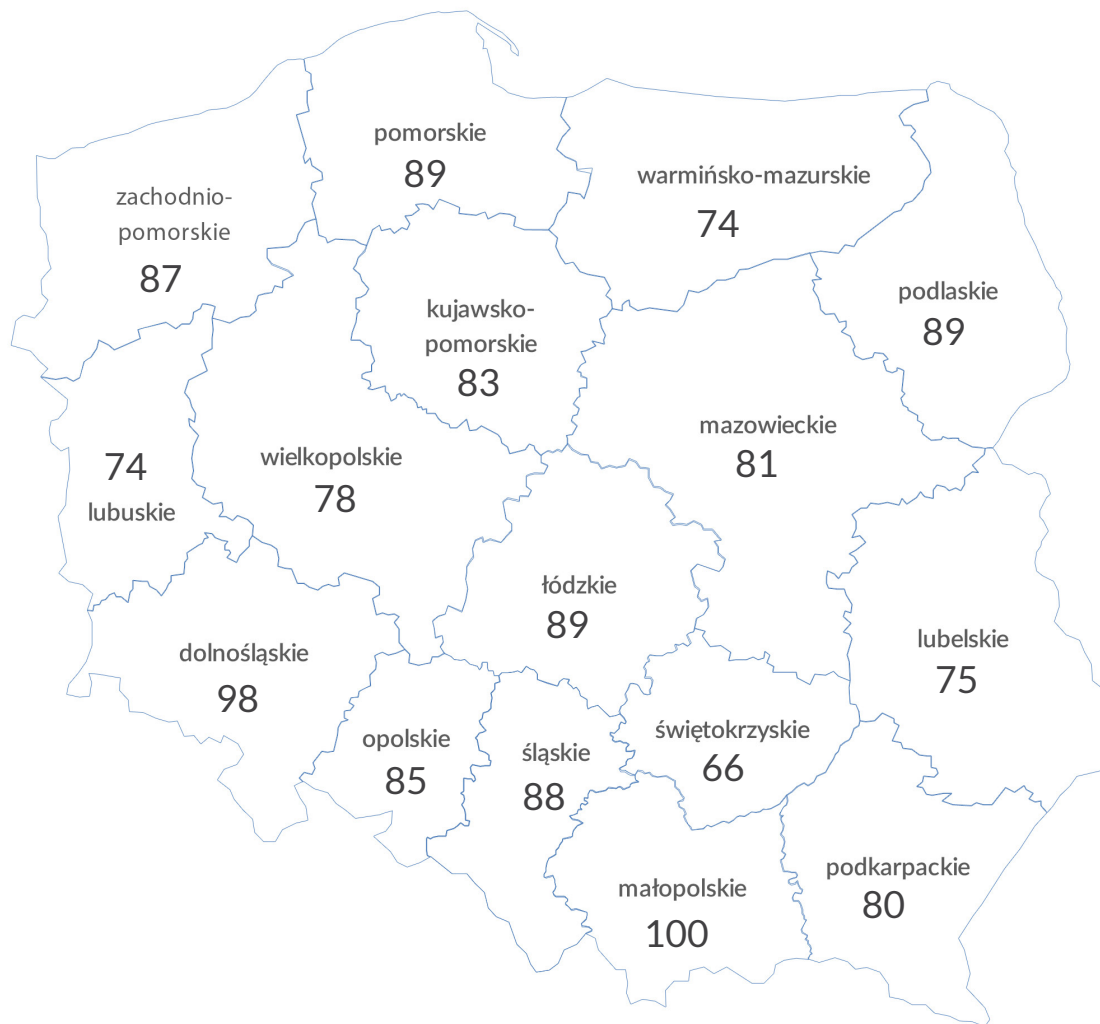 pomorskie
89
warmińsko-mazurskie
74
zachodnio-
pomorskie
87
podlaskie
89
kujawsko-
pomorskie
83
mazowieckie
81
74
lubuskie
wielkopolskie
78
łódzkie
89
lubelskie
75
dolnośląskie
98
opolskie
85
śląskie
88
świętokrzyskie
66
małopolskie
100
podkarpackie
80